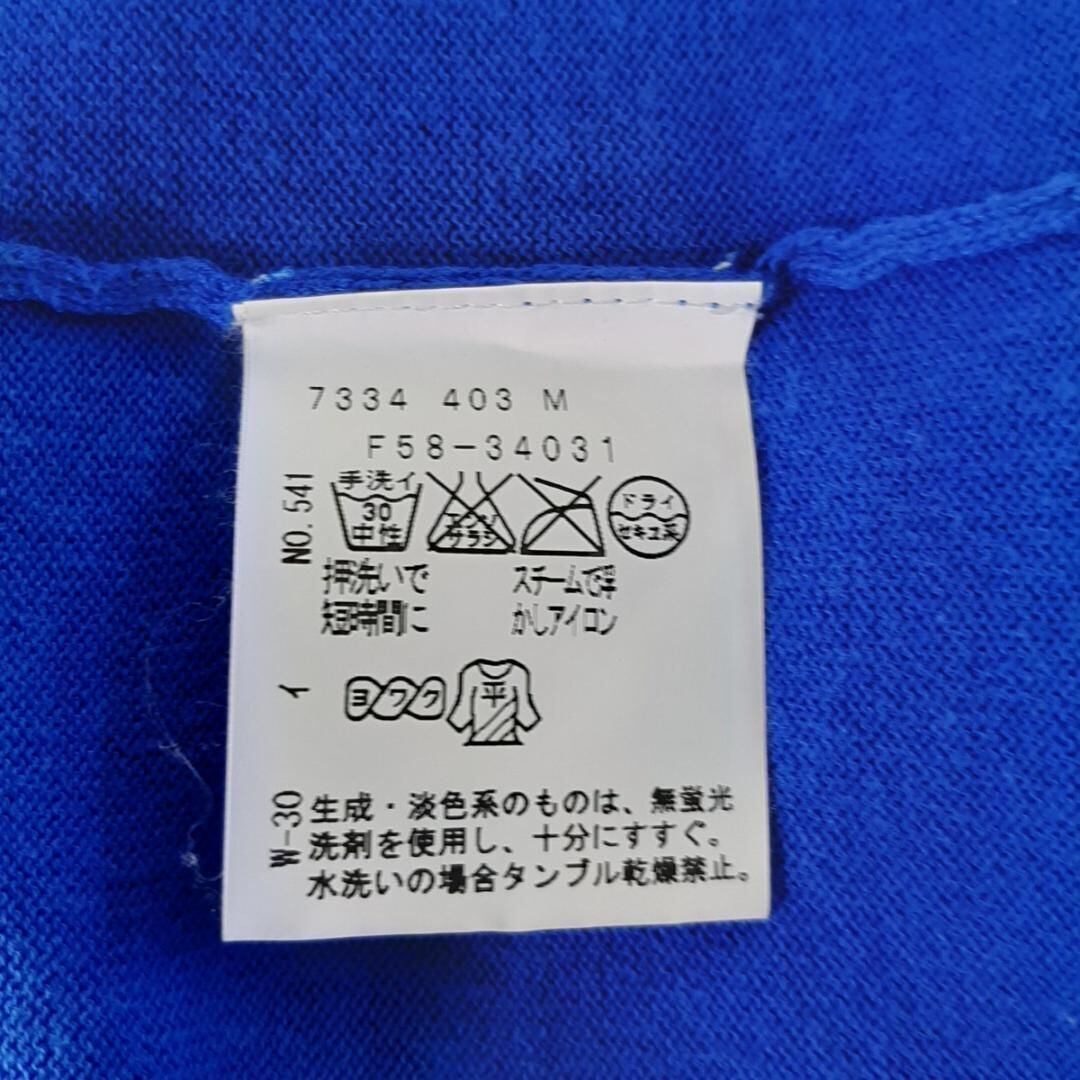 7334 403 M
F58-34031
NO. 541
手洗イ
30
中性
エンソ
サラシ
ドライ
セキユ系
押洗いで
短時間に
スチームで浮
かしアイロン
イ
ヨワク
平
W-30
生成・淡色系のものは、無蛍光
洗剤を使用し、十分にすすぐ。
水洗いの場合タンブル乾燥禁止。